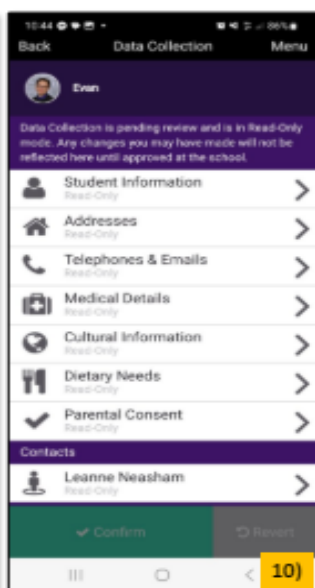 10:44 86%
Back Data Collection Menu
Evan
Data Collection is pending review and is in Read-Only
mode. Any changes you may have made will not be
reflected here until approved at the school.
Student Information
Read-Only
Addresses
Read-Only
Telephones & Emails
Read-Only
Medical Details
Read-Only
Cultural Information
Read-Only
Dietary Needs
Read-Only
Parental Consent
Read-Only
Contacts
Leanne Neasham
Read-Only
Confirm Revert
10)